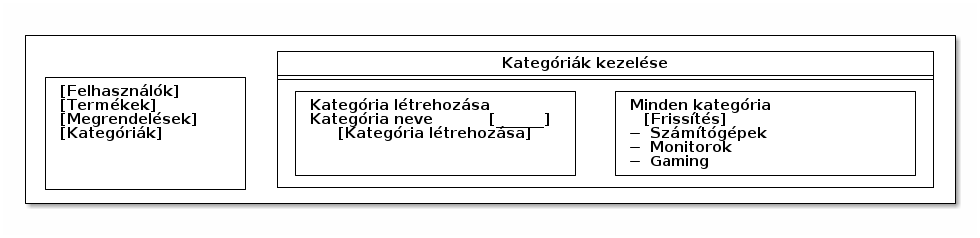 [Felhasználók]
[Termékek]
[Megrendelések]
[Kategóriák]
Kategóriák kezelése
Kategória létrehozása
Kategória neve [_____]
[Kategória létrehozása]
Minden kategória
[Frissítés]
— Számítógépek
— Monitorok
— Gaming